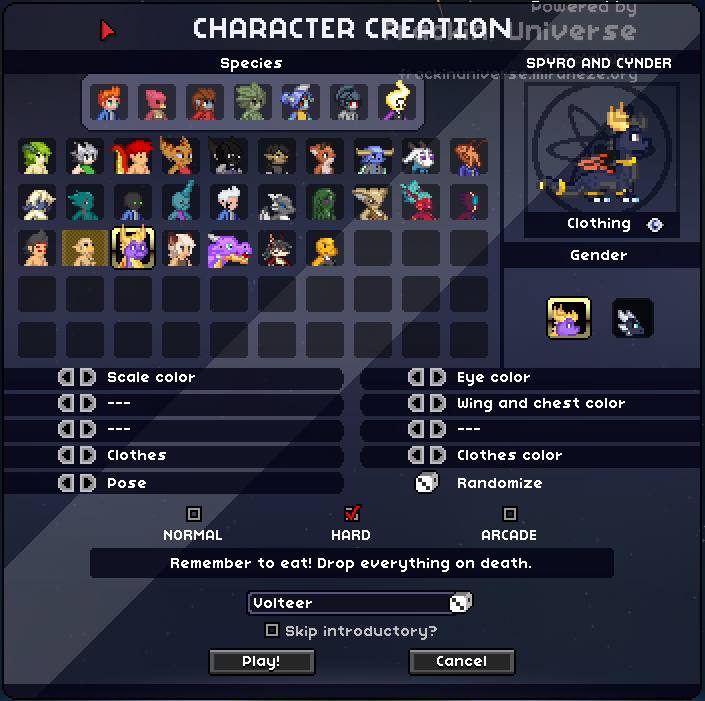 Powered by
CHARACTER CREATION
Frackin' Universe
Species
SPYRO AND CYNDER
frackinuniverse.miraheze.org
Clothing
Gender
Scale color
Eye color
---
Wing and chest color
---
---
Clothes
Clothes color
Pose
Randomize
NORMAL
HARD
ARCADE
Remember to eat! Drop everything on death.
Volteer
Skip introductory?
Play!
Cancel